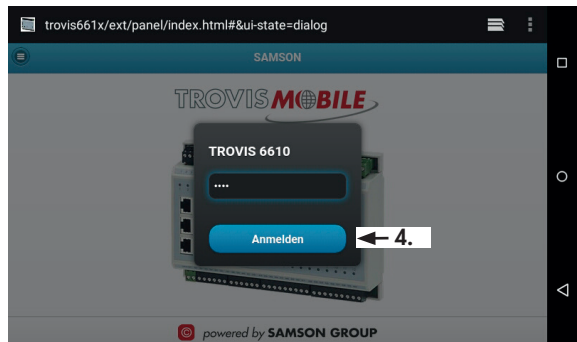 trovis661x/ext/panel/index.html#&ui-state=dialog
SAMSON
TROVIS MOBILE
TROVIS 6610
••••
Anmelden
4.
© powered by SAMSON GROUP